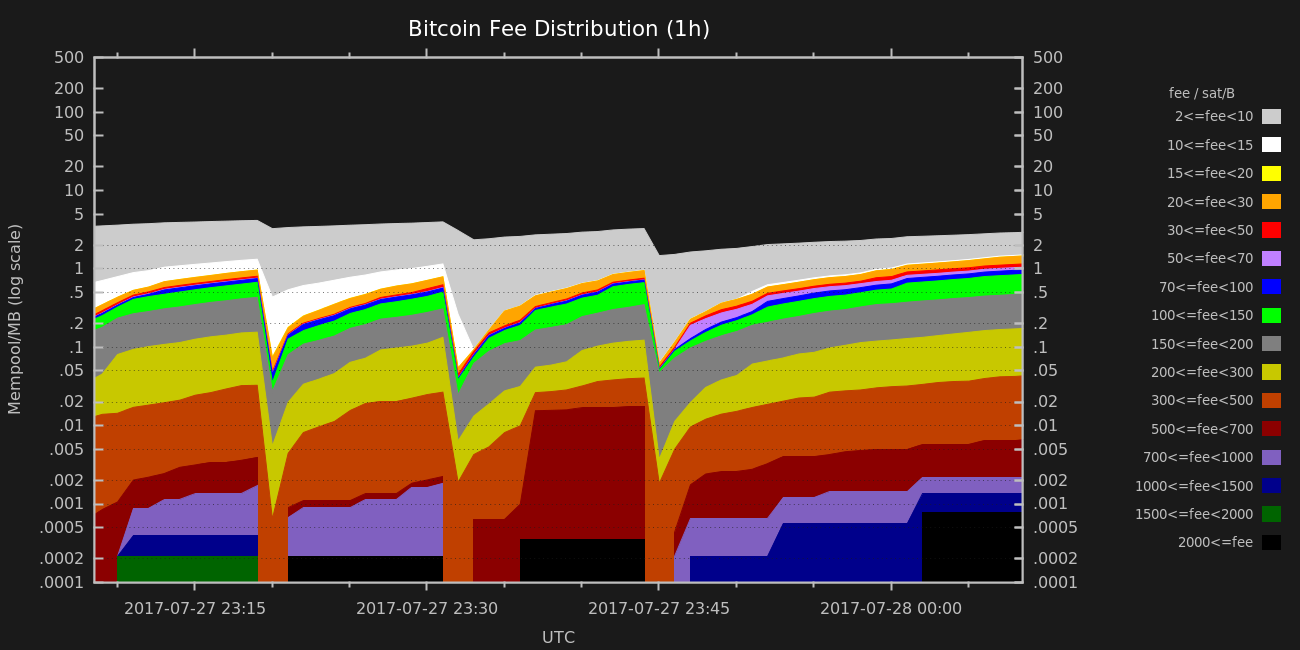 Bitcoin Fee Distribution (1h)
Mempool/MB (log scale)
500
200
100
50
20
10
5
2
1
.5
.2
.1
.05
.02
.01
.005
.002
.001
.0005
.0002
.0001
500
200
100
50
20
10
5
2
1
.5
.2
.1
.05
.02
.01
.005
.002
.001
.0005
.0002
.0001
2017-07-27 23:15
2017-07-27 23:30
2017-07-27 23:45
2017-07-28 00:00
UTC
fee / sat/B
2<=fee<10
10<=fee<15
15<=fee<20
20<=fee<30
30<=fee<50
50<=fee<70
70<=fee<100
100<=fee<150
150<=fee<200
200<=fee<300
300<=fee<500
500<=fee<700
700<=fee<1000
1000<=fee<1500
1500<=fee<2000
2000<=fee